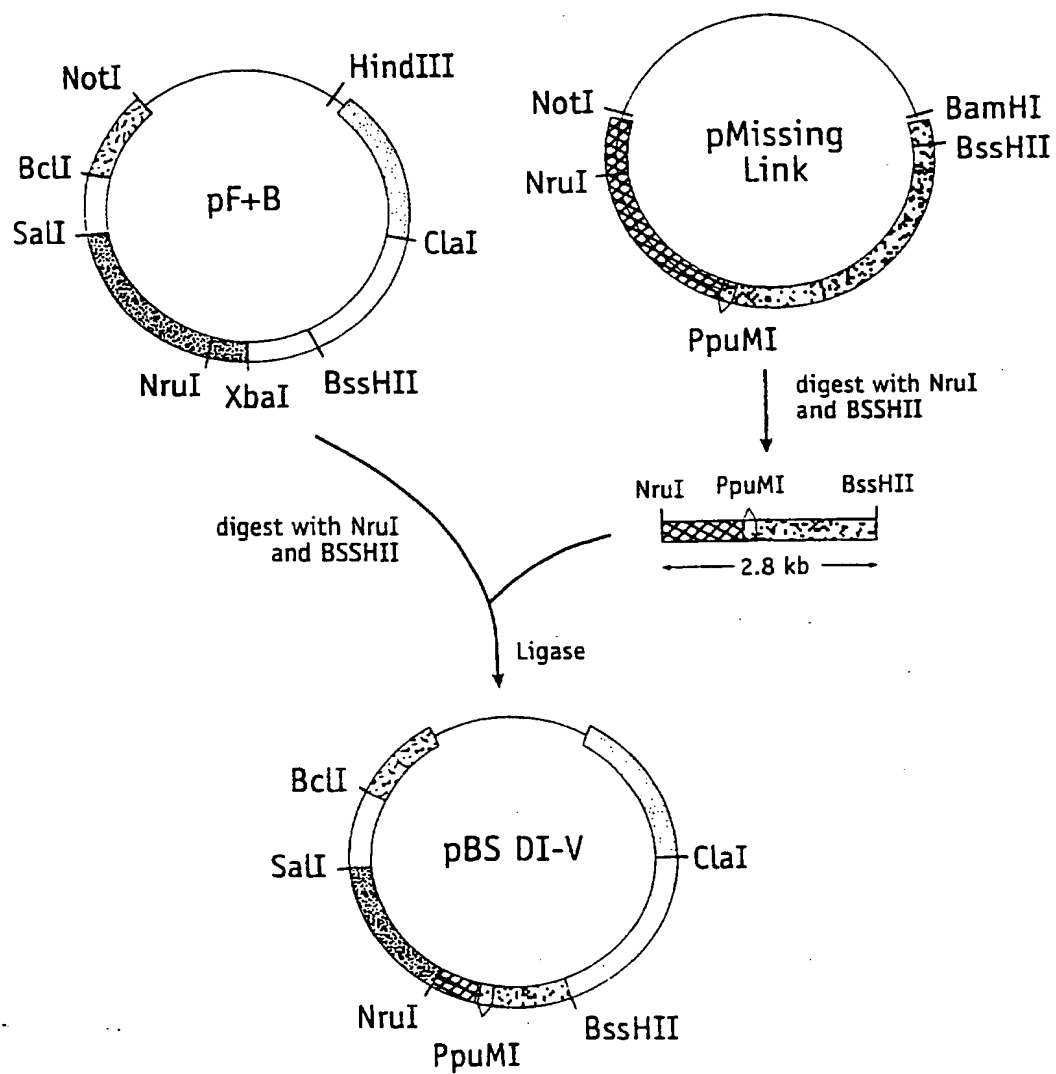 NotI
HindIII
BclI
pF+B
SalI
ClaI
NruI
XbaI
BssHII
NotI
BamHI
pMissing
Link
BssHII
NruI
PpuMI
digest with NruI
and BSSHII
NruI
PpuMI
BssHII
2.8 kb
digest with NruI
and BSSHII
Ligase
BclI
pBS DI-V
SalI
ClaI
NruI
PpuMI
BssHII